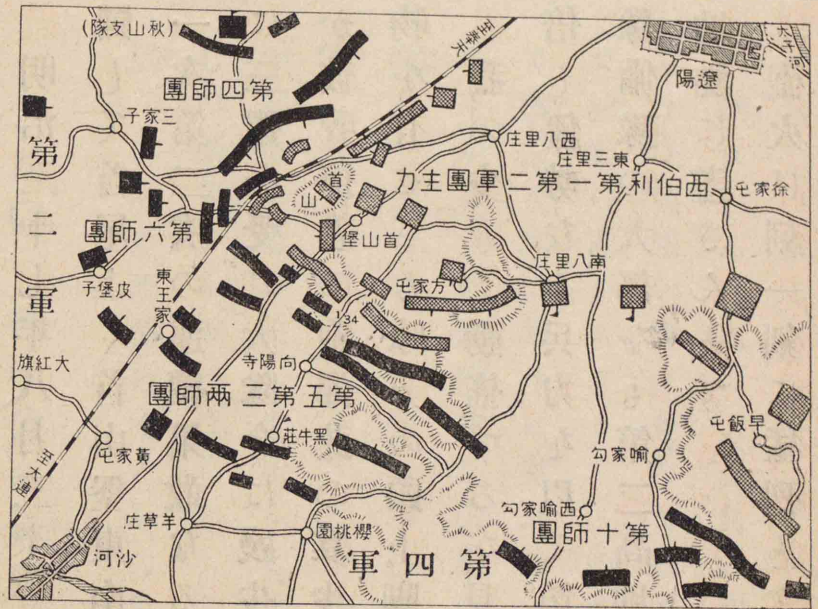 太子河
遼陽
至奉天
(秋山支隊)
第四師團
三家子
西八里庄
東三里庄
徐家屯
西伯利第一第二軍團主力
首山
首山堡
南八里庄
方家屯
第二軍
第六師團
皮堡子
東王家
134
向陽寺
大紅旗
第五第三兩師團
黑牛莊
黄家屯
早飯屯
喻家勾
西喻家勾
第十師團
至大連
羊草庄
櫻桃園
沙河
第四軍